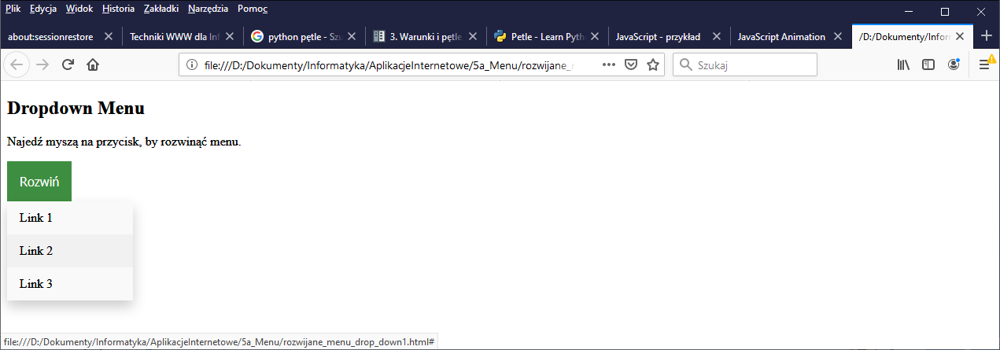 Plik Edycja Widok Historia Zakładki Narzędzia Pomoc
about:sessionrestore Techniki WWW dla Inf python pętle - Szu 3. Warunki i pętle Petle - Learn Pyth JavaScript - przykład JavaScript Animation /D:/Dokumenty/Inform
file:///D:/Dokumenty/Informatyka/AplikacjeInternetowe/5a_Menu/rozwijane_ Szukaj
Dropdown Menu
Najedź myszą na przycisk, by rozwinąć menu.
Rozwiń
Link 1
Link 2
Link 3
file:///D:/Dokumenty/Informatyka/AplikacjeInternetowe/5a_Menu/rozwijane_menu_drop_down1.html#